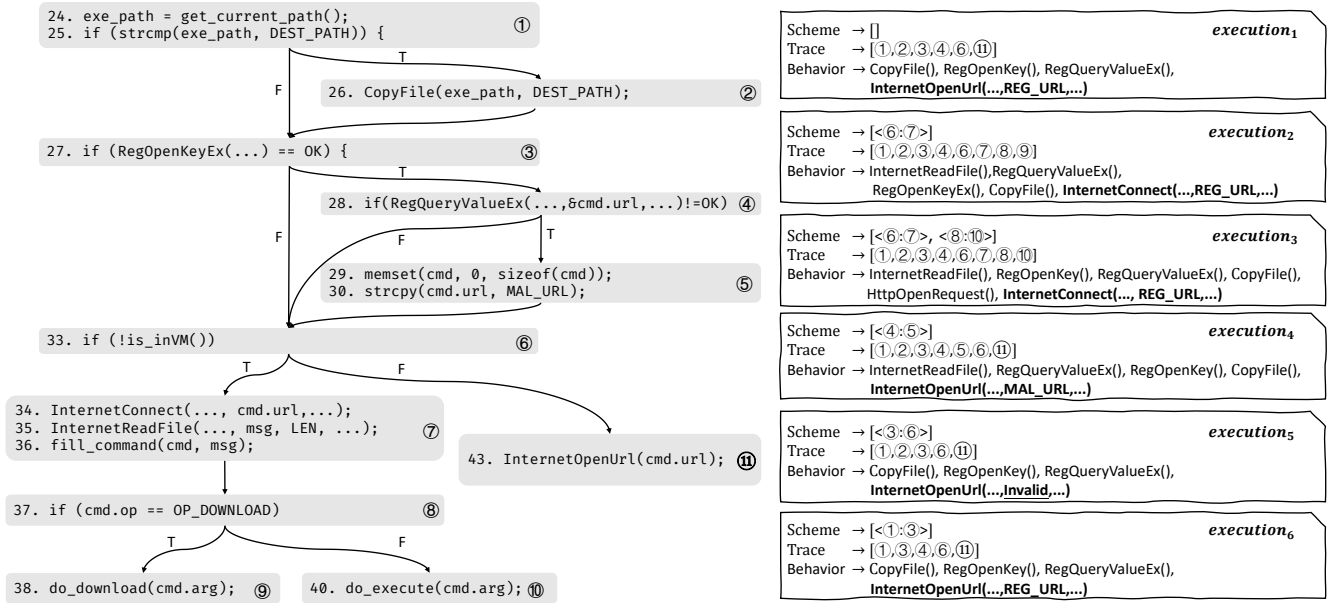 24. exe_path = get_current_path();
25. if (strcmp(exe_path, DEST_PATH)) {
①
T
F
26. CopyFile(exe_path, DEST_PATH);
②
27. if (RegOpenKeyEx(...) == OK) {
③
T
28. if(RegQueryValueEx(...,&cmd.url,...)!=OK)
④
F
F
T
29. memset(cmd, 0, sizeof(cmd));
30. strcpy(cmd.url, MAL_URL);
⑤
33. if (!is_inVM())
⑥
T
F
34. InternetConnect(..., cmd.url,...);
35. InternetReadFile(..., msg, LEN, ...);
36. fill_command(cmd, msg);
⑦
43. InternetOpenUrl(cmd.url);
⑪
37. if (cmd.op == OP_DOWNLOAD)
⑧
T
F
38. do_download(cmd.arg);
⑨
40. do_execute(cmd.arg);
⑩
Scheme → [] execution1
Trace → [①,②,③,④,⑥,⑪]
Behavior → CopyFile(), RegOpenKey(), RegQueryValueEx(),
InternetOpenUrl(...,REG_URL,...)
Scheme → [<⑥:⑦>] execution2
Trace → [①,②,③,④,⑥,⑦,⑧,⑨]
Behavior → InternetReadFile(),RegQueryValueEx(),
RegOpenKeyEx(), CopyFile(), InternetConnect(...,REG_URL,...)
Scheme → [<⑥:⑦>, <⑧:⑩>] execution3
Trace → [①,②,③,④,⑥,⑦,⑧,⑩]
Behavior → InternetReadFile(), RegOpenKey(), RegQueryValueEx(), CopyFile(),
HttpOpenRequest(), InternetConnect(..., REG_URL,...)
Scheme → [<④:⑤>] execution4
Trace → [①,②,③,④,⑤,⑥,⑪]
Behavior → InternetReadFile(), RegQueryValueEx(), RegOpenKey(), CopyFile(),
InternetOpenUrl(...,MAL_URL,...)
Scheme → [<③:⑥>] execution5
Trace → [①,②,③,⑥,⑪]
Behavior → CopyFile(), RegOpenKey(), RegQueryValueEx(),
InternetOpenUrl(...,Invalid,...)
Scheme → [<①:③>] execution6
Trace → [①,③,④,⑥,⑪]
Behavior → CopyFile(), RegOpenKey(), RegQueryValueEx(),
InternetOpenUrl(...,REG_URL,...)